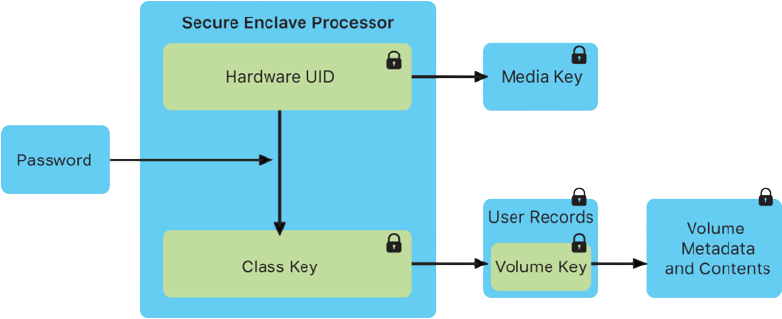 Secure Enclave Processor
Hardware UID
Media Key
Password
Class Key
User Records
Volume Key
Volume
Metadata
and Contents